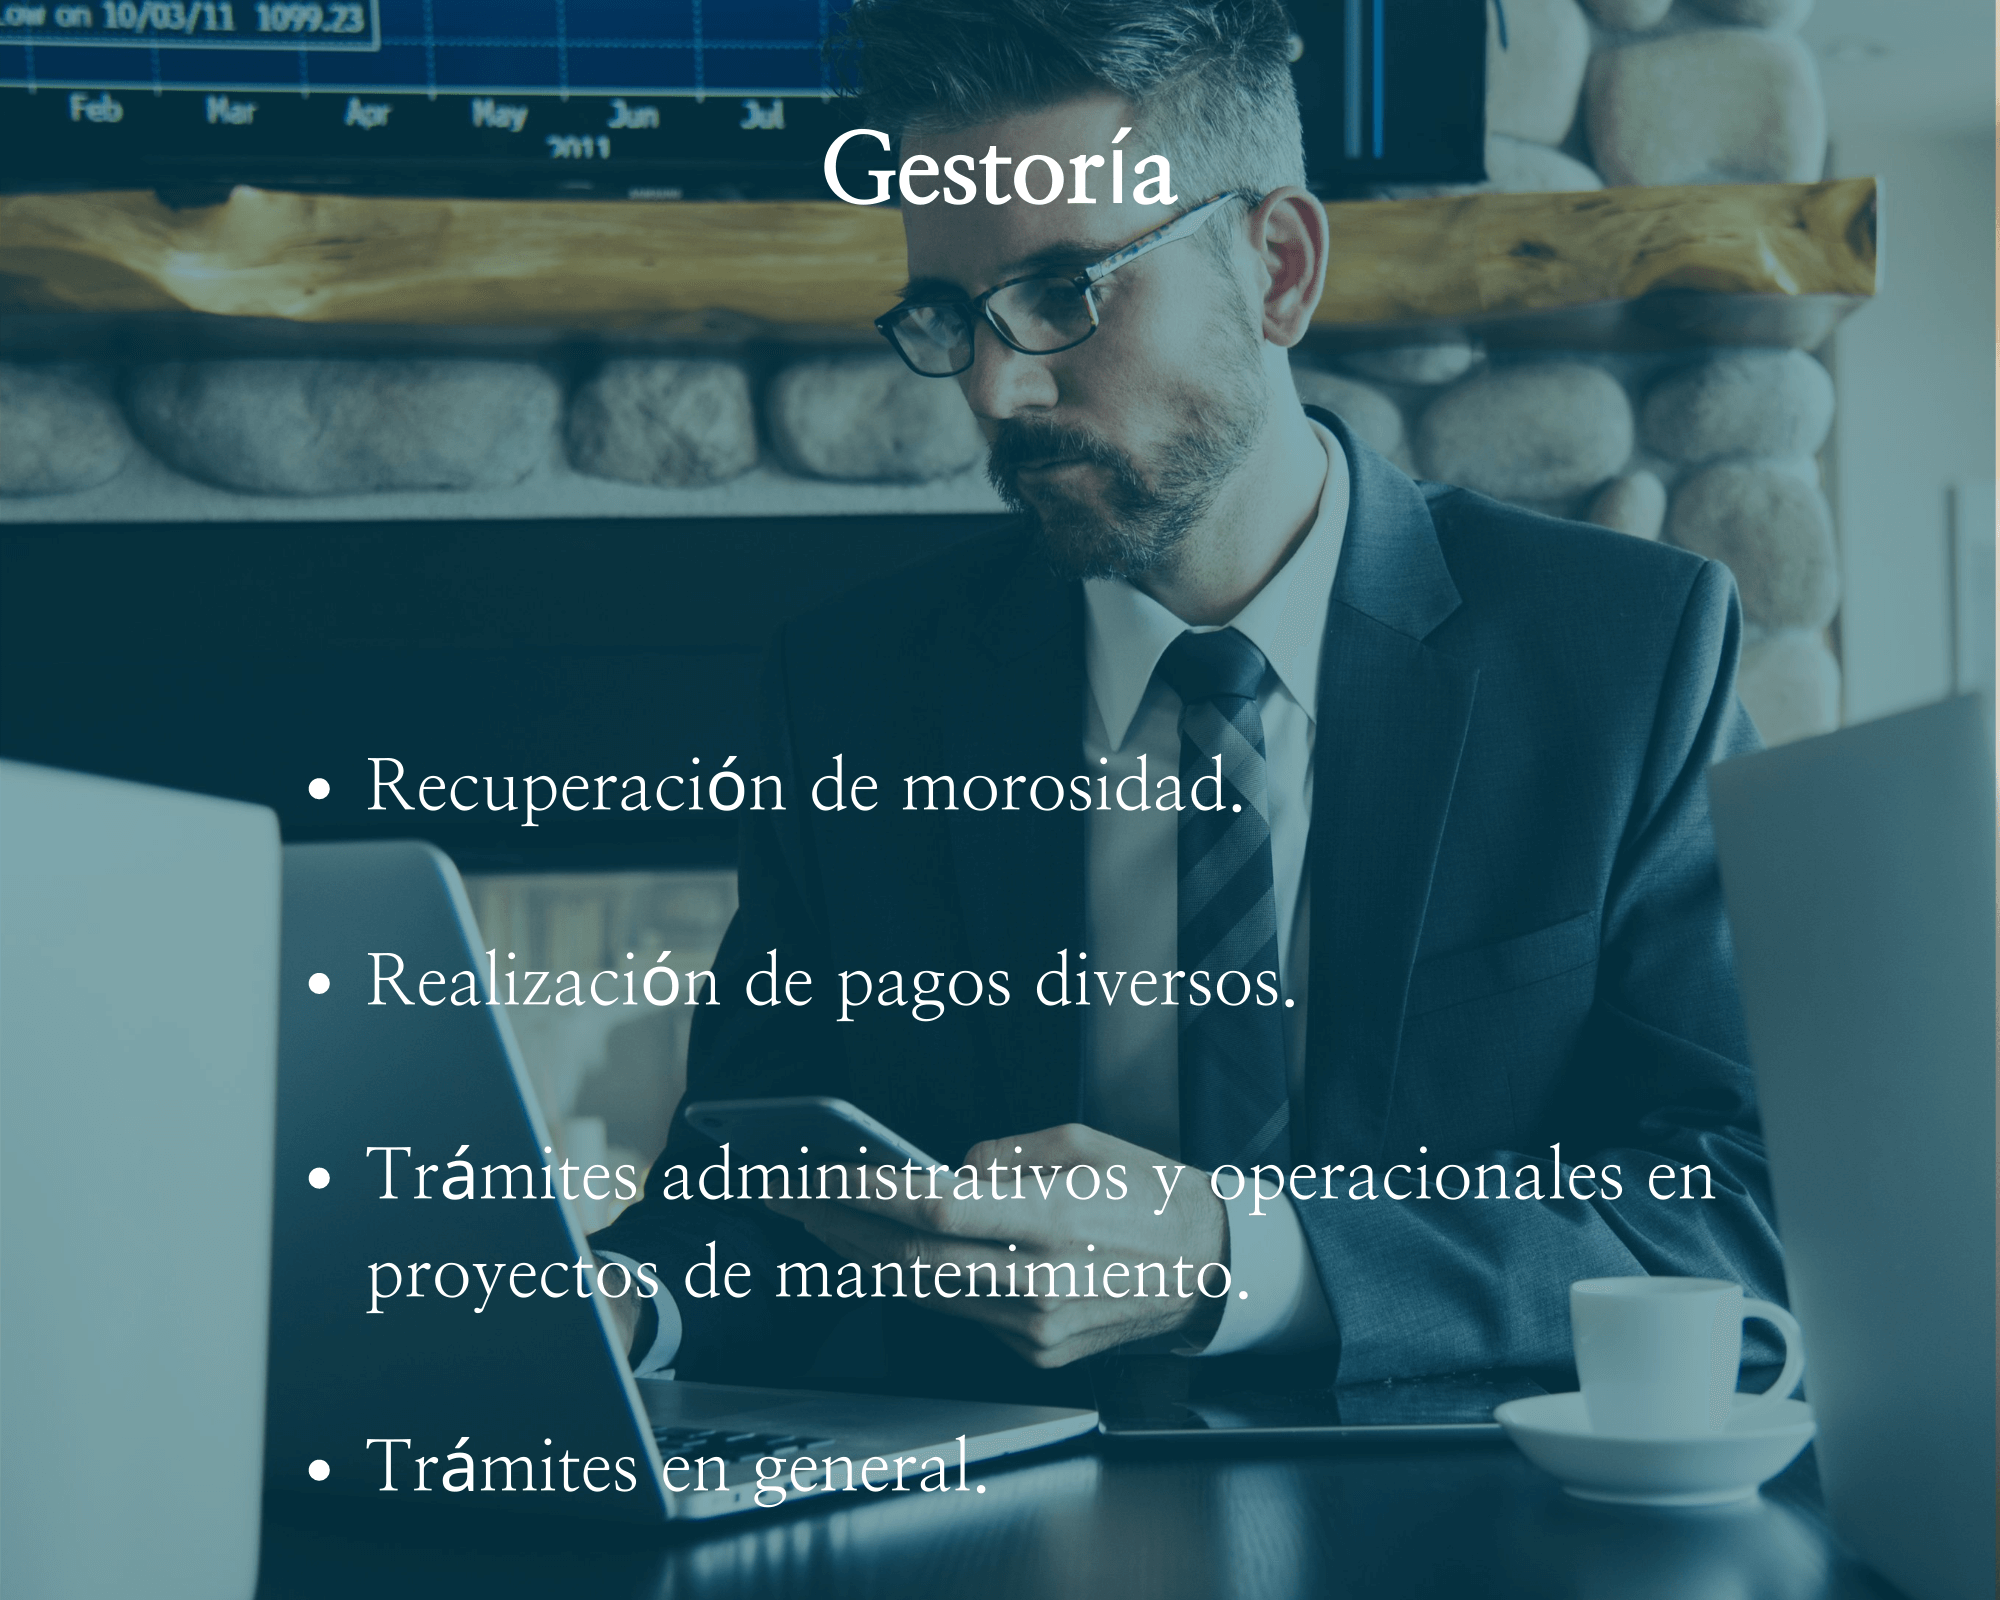 Low on 10/03/11 1099.23
Feb Mar Apr May Jun Jul
2011
Gestoría
• Recuperación de morosidad.
• Realización de pagos diversos.
• Trámites administrativos y operacionales en
proyectos de mantenimiento.
• Trámites en general.